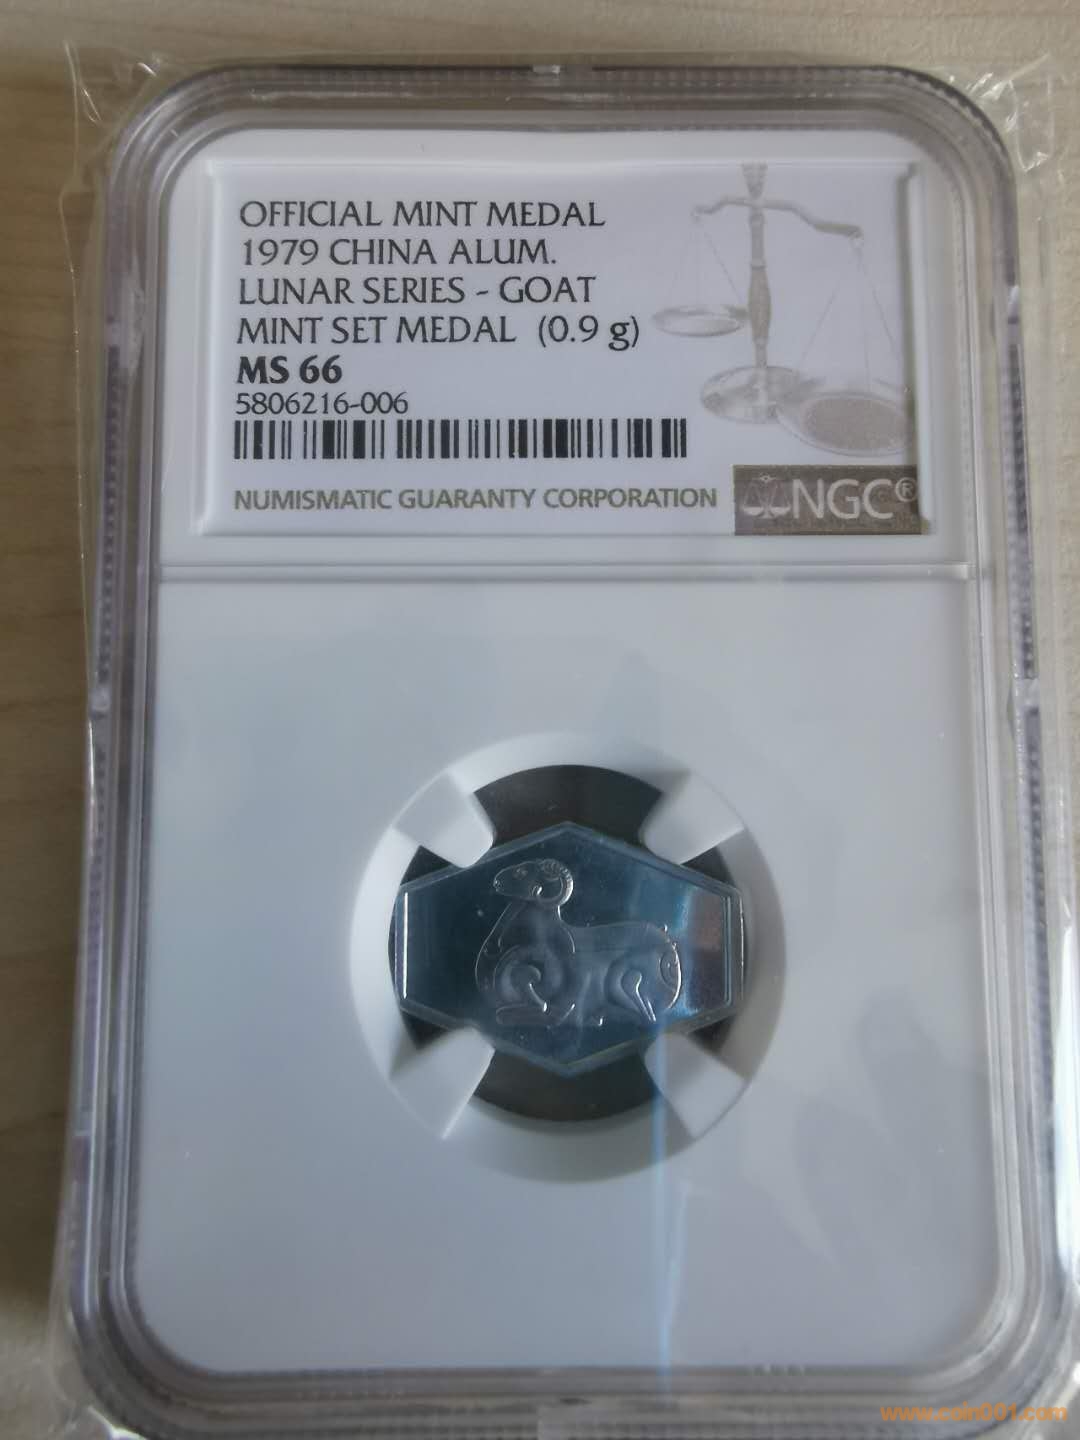 OFFICIAL MINT MEDAL
1979 CHINA ALUM.
LUNAR SERIES - GOAT
MINT SET MEDAL (0.9 g)
MS 66
5806216-006
NUMISMATIC GUARANTY CORPORATION
NGC®
www.coin001.com